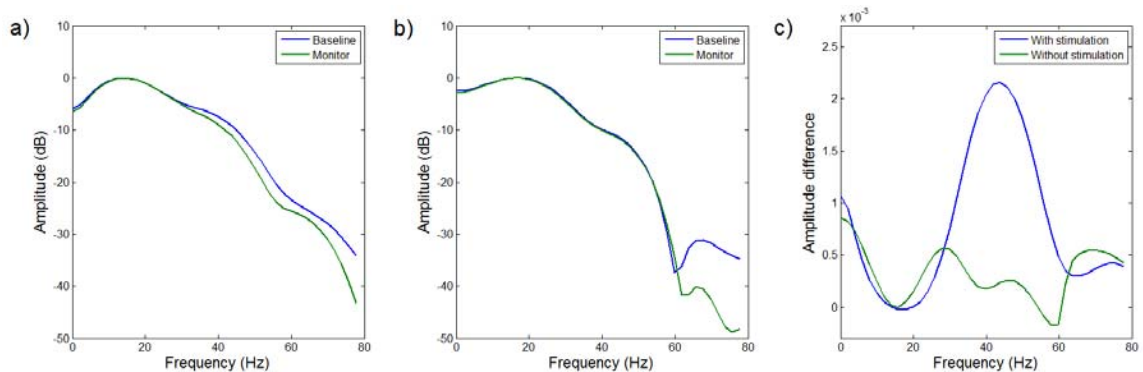 a)
10
0
-10
-20
-30
-40
-50
Amplitude (dB)
Baseline
Monitor
0 20 40 60 80
Frequency (Hz)
b)
10
0
-10
-20
-30
-40
-50
Amplitude (dB)
Baseline
Monitor
0 20 40 60 80
Frequency (Hz)
c)
x 10⁻³
2.5
2
1.5
1
0.5
0
Amplitude difference
With stimulation
Without stimulation
0 20 40 60 80
Frequency (Hz)